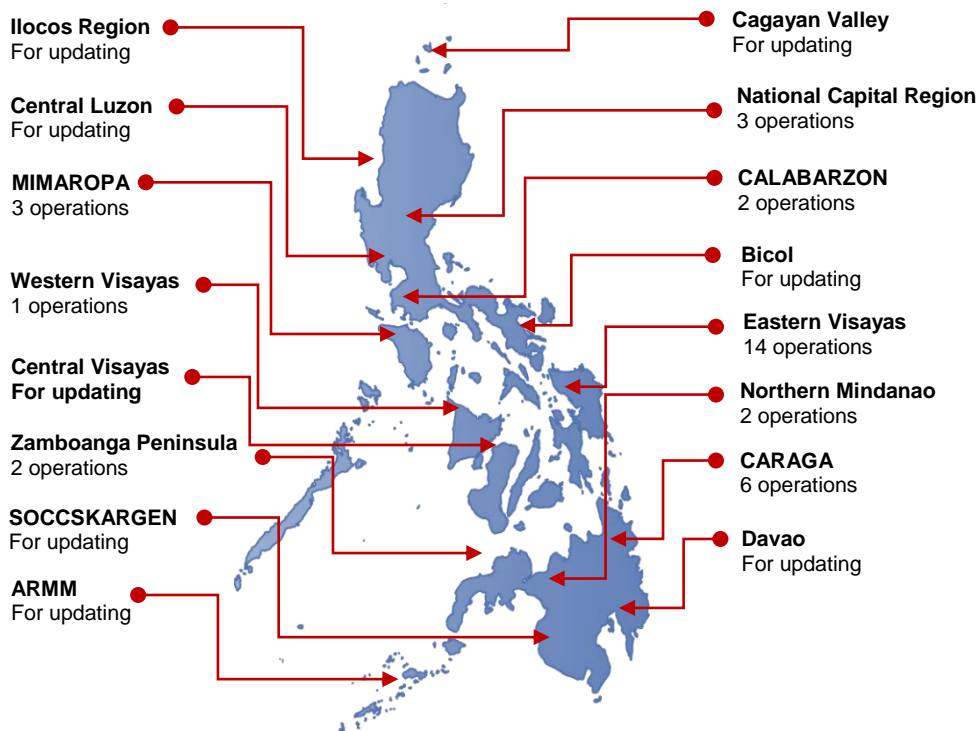 Ilocos Region
For updating
Central Luzon
For updating
MIMAROPA
3 operations
Western Visayas
1 operations
Central Visayas
For updating
Zamboanga Peninsula
2 operations
SOCCSKARGEN
For updating
ARMM
For updating
Cagayan Valley
For updating
National Capital Region
3 operations
CALABARZON
2 operations
Bicol
For updating
Eastern Visayas
14 operations
Northern Mindanao
2 operations
CARAGA
6 operations
Davao
For updating